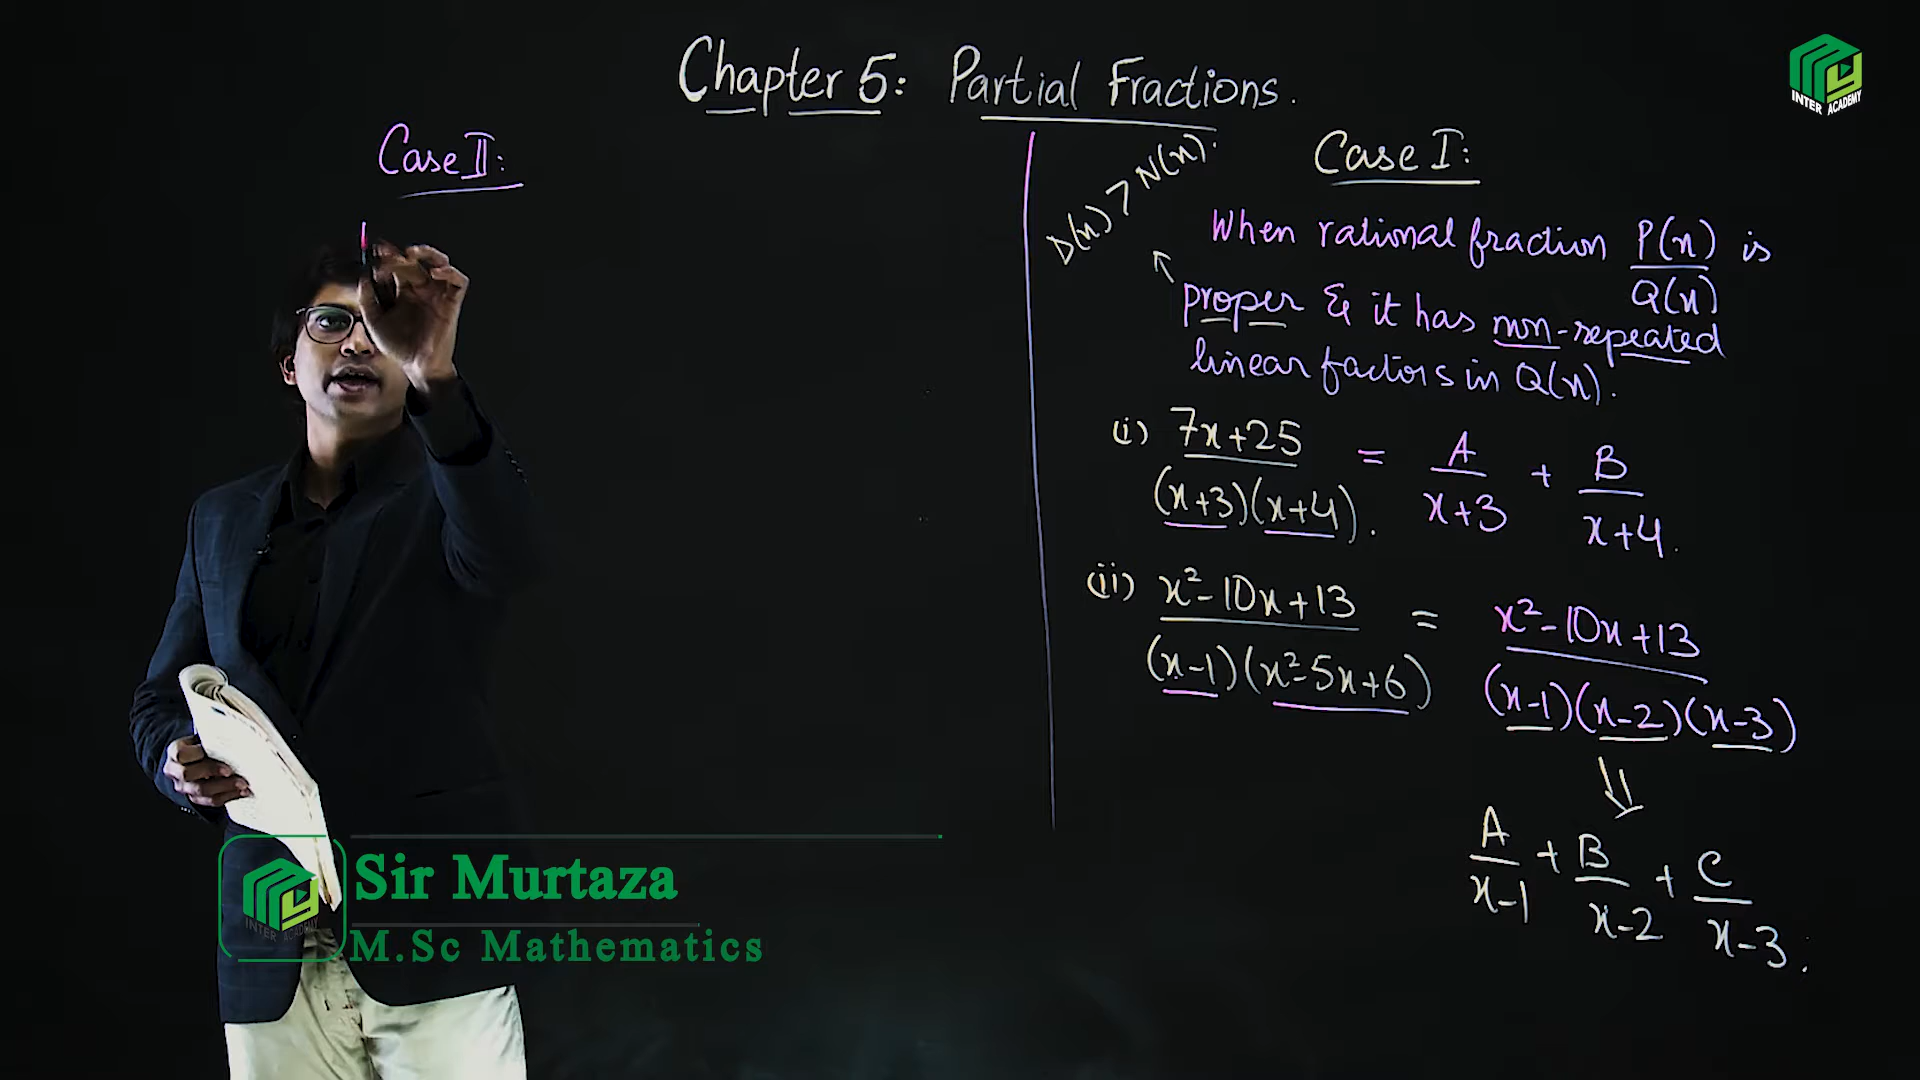 Chapter 5: Partial Fractions.
INTER ACADEMY
Case II:
Case I:
D(x) > N(x).
When rational fraction P(x)/Q(x) is
proper & it has non-repeated
linear factors in Q(x).
(i) 7x+25/(x+3)(x+4). = A/x+3 + B/x+4.
(ii) x²-10x+13/(x-1)(x²-5x+6) = x²-10x+13/(x-1)(x-2)(x-3)
⇓
A/x-1 + B/x-2 + C/x-3.
Sir Murtaza
M.Sc Mathematics
INTER ACADEMY